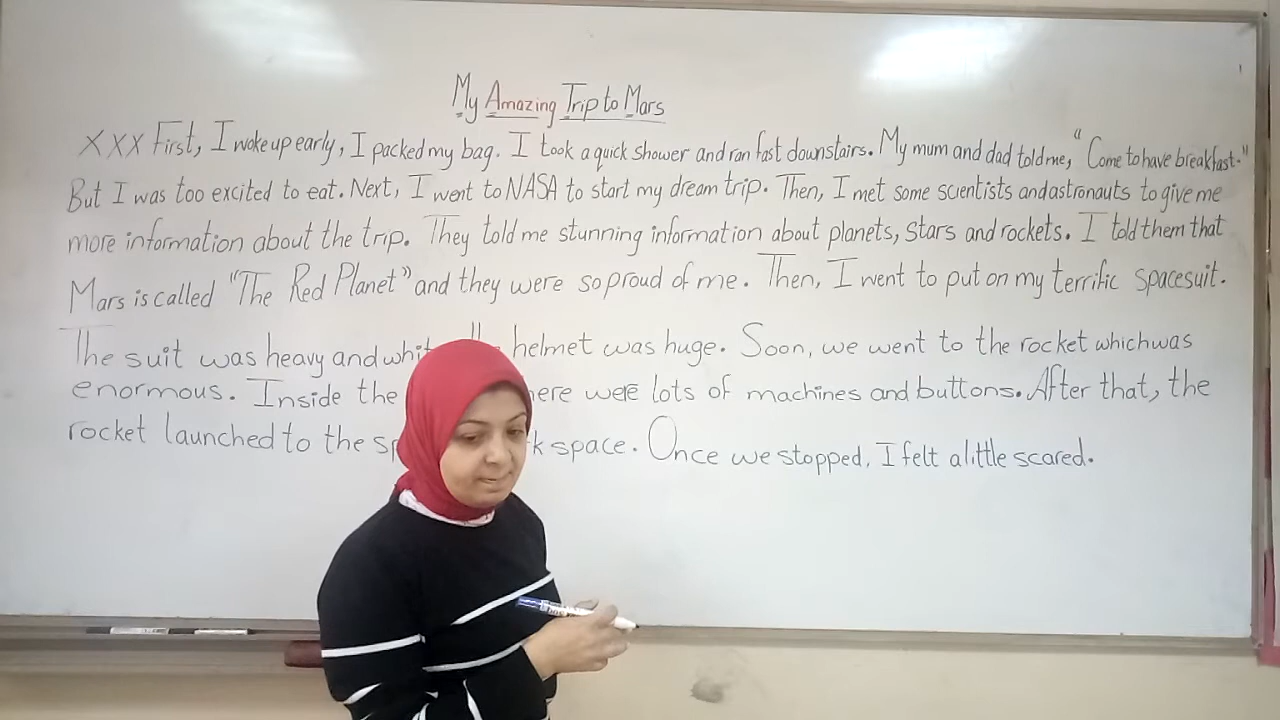 My Amazing Trip to Mars
XXX First, I woke up early, I packed my bag. I took a quick shower and ran fast downstairs. My mum and dad told me, "Come to have breakfast."
But I was too excited to eat. Next, I went to NASA to start my dream trip. Then, I met some scientists and astronauts to give me
more information about the trip. They told me stunning information about planets, stars and rockets. I told them that
Mars is called "The Red Planet" and they were so proud of me. Then, I went to put on my terrific spacesuit.
The suit was heavy and helmet was huge. Soon, we went to the rocket which was
enormous. Inside the were lots of machines and buttons. After that, the
rocket launched to the space. Once we stopped, I felt a little scared.